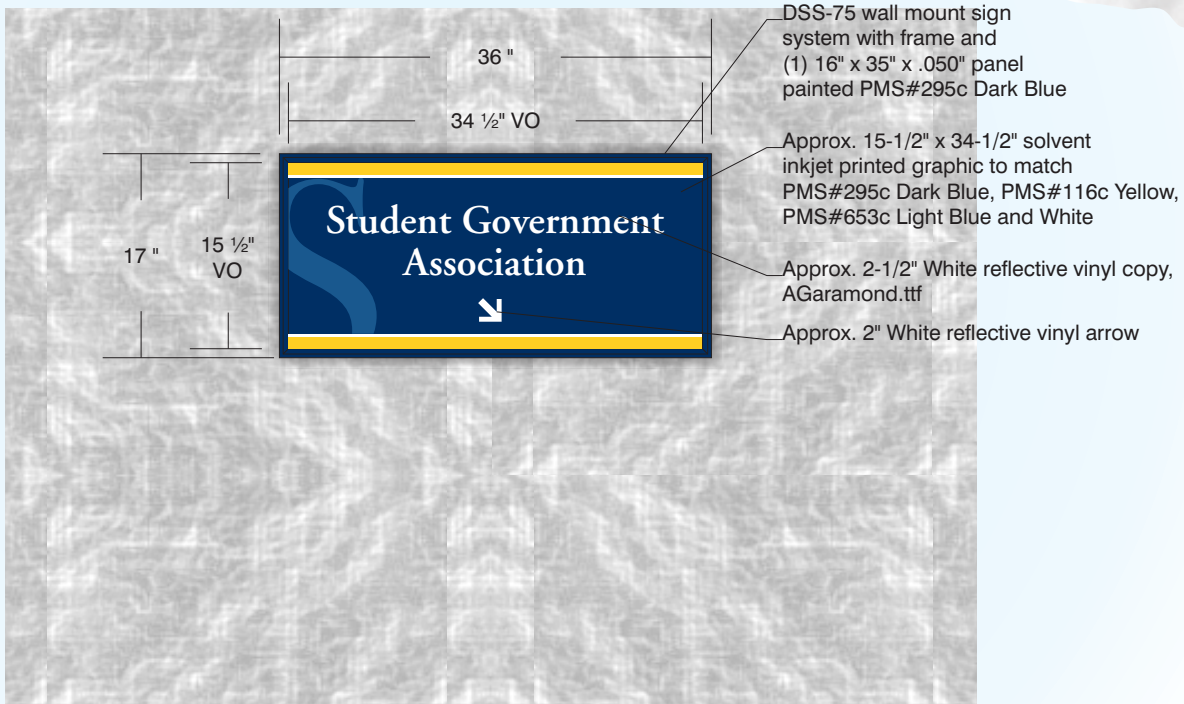 36 "
34 ½" VO
17 "
15 ½"
VO
S
Student Government
Association
DSS-75 wall mount sign
system with frame and
(1) 16" x 35" x .050" panel
painted PMS#295c Dark Blue
Approx. 15-1/2" x 34-1/2" solvent
inkjet printed graphic to match
PMS#295c Dark Blue, PMS#116c Yellow,
PMS#653c Light Blue and White
Approx. 2-1/2" White reflective vinyl copy,
AGaramond.ttf
Approx. 2" White reflective vinyl arrow